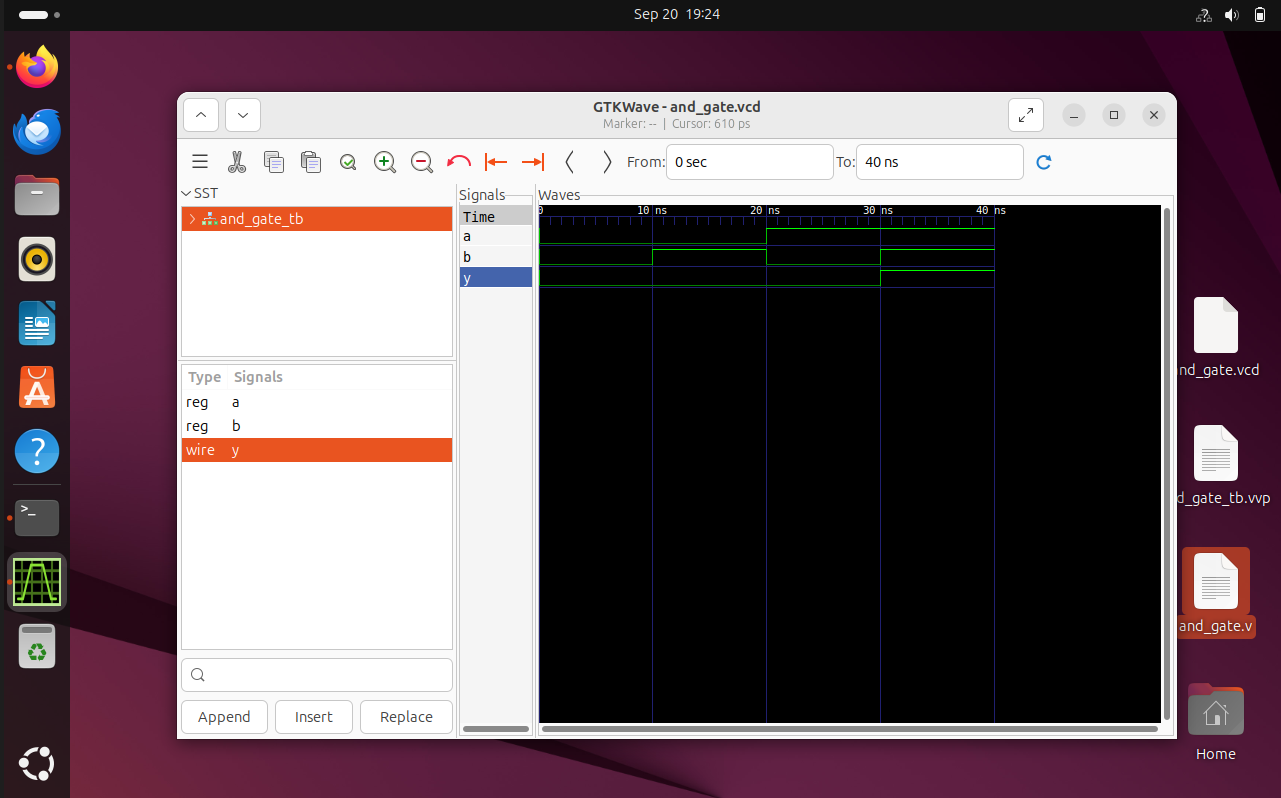 Sep 20 19:24
GTKWave - and_gate.vcd
Marker: -- | Cursor: 610 ps
From: 0 sec To: 40 ns
SST
and_gate_tb
Type Signals
reg a
reg b
wire y
Append Insert Replace
Signals
Time
a
b
y
Waves
0 10 ns 20 ns 30 ns 40 ns
and_gate.vcd
d_gate_tb.vvp
and_gate.v
Home